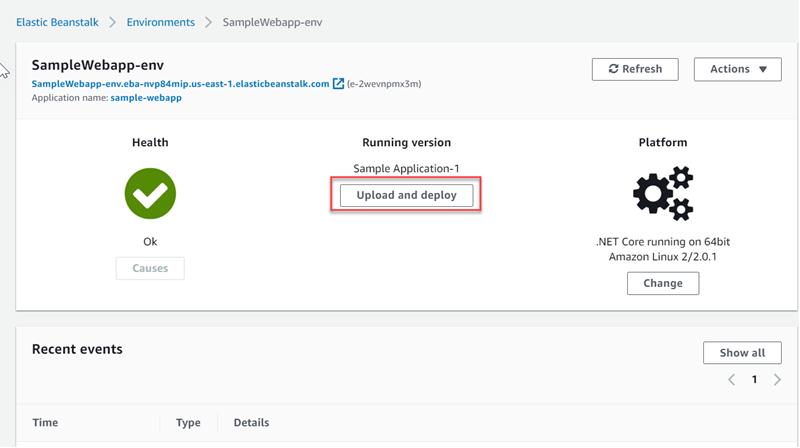 Elastic Beanstalk > Environments > SampleWebapp-env
SampleWebapp-env
Refresh
Actions
SampleWebapp-env.eba-nvp84mip.us-east-1.elasticbeanstalk.com (e-2wevnpmx3m)
Application name: sample-webapp
Health
Running version
Platform
Sample Application-1
Upload and deploy
Ok
.NET Core running on 64bit
Amazon Linux 2/2.0.1
Causes
Change
Recent events
Show all
< 1 >
Time
Type
Details